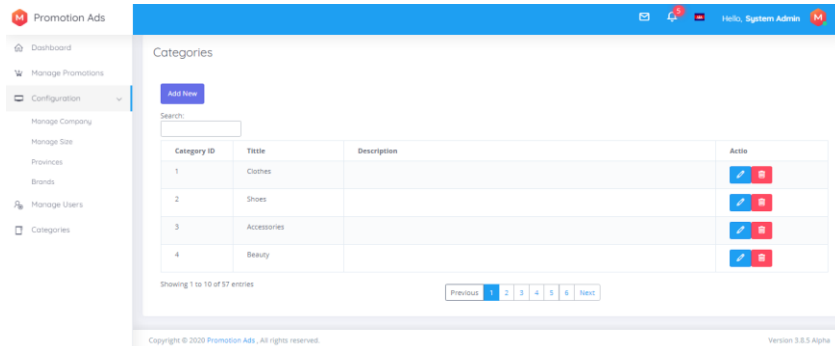 M Promotion Ads
5
Hello, System Admin M
Dashboard
Manage Promotions
Configuration
Manage Company
Manage Size
Provinces
Brands
Manage Users
Categories
Categories
Add New
Search:
Category ID Tittle Description Actio
1 Clothes
2 Shoes
3 Accessories
4 Beauty
Showing 1 to 10 of 57 entries
Previous 1 2 3 4 5 6 Next
Copyright © 2020 Promotion Ads , All rights reserved. Version 3.8.5 Alpha